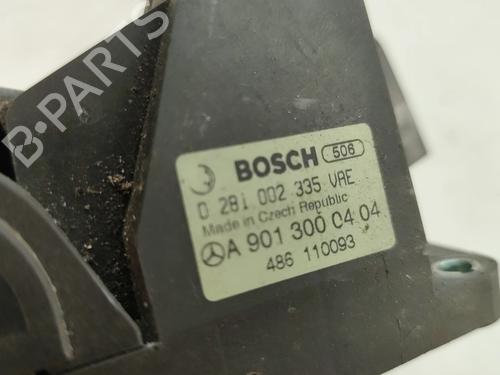 B-PARTS
BOSCH 506
0 281 002 335 VAE
Made in Czech Republic
A 901 300 04 04
486 110093